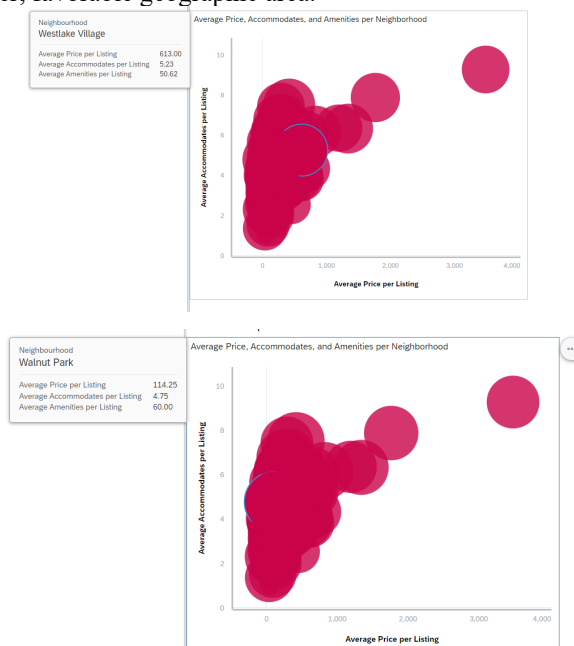 Neighbourhood
Westlake Village
Average Price per Listing 613.00
Average Accommodates per Listing 5.23
Average Amenities per Listing 50.62
Average Price, Accommodates, and Amenities per Neighborhood
Average Accommodates per Listing
10
8
6
4
2
0
0 1,000 2,000 3,000 4,000
Average Price per Listing
Neighbourhood
Walnut Park
Average Price per Listing 114.25
Average Accommodates per Listing 4.75
Average Amenities per Listing 60.00
Average Price, Accommodates, and Amenities per Neighborhood
Average Accommodates per Listing
10
8
6
4
2
0
0 1,000 2,000 3,000 4,000
Average Price per Listing